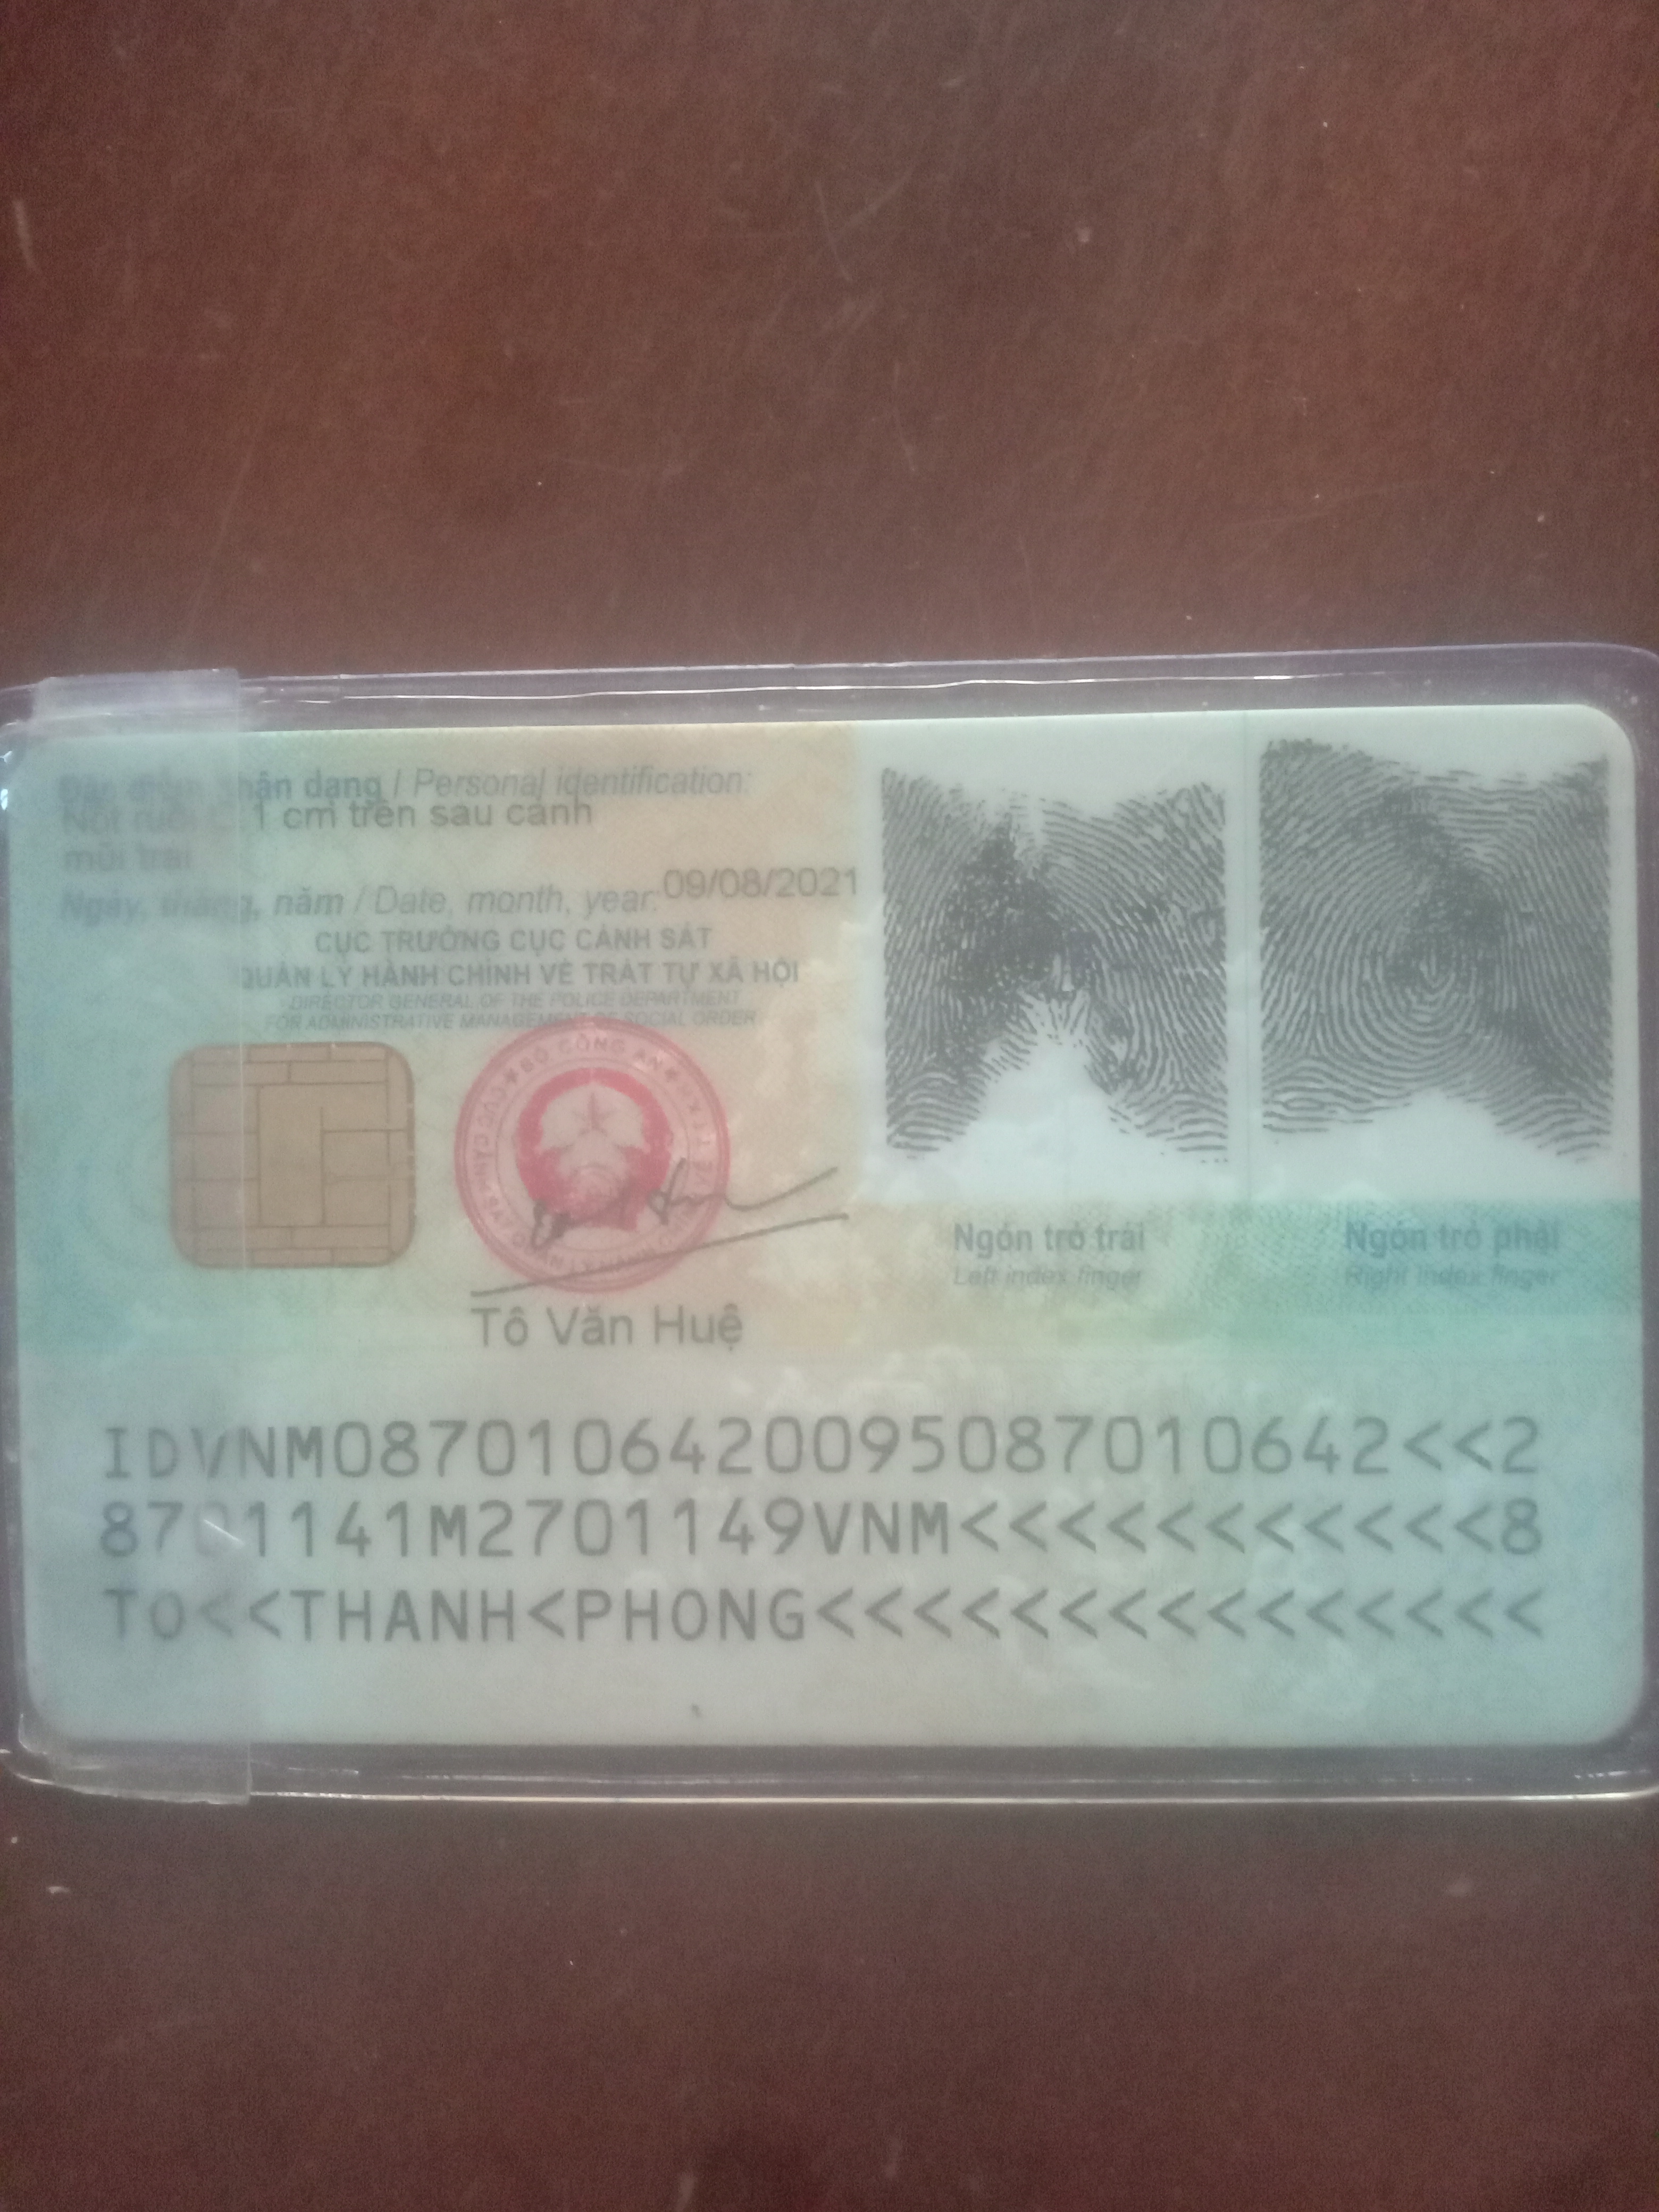 Đặc điểm nhận dạng / Personal identification:
Nốt ruồi C: 1 cm trên sau cánh
mũi trái
Ngày, tháng, năm / Date, month, year: 09/08/2021
CỤC TRƯỞNG CỤC CẢNH SÁT
QUẢN LÝ HÀNH CHÍNH VỀ TRẬT TỰ XÃ HỘI
DIRECTOR GENERAL OF THE POLICE DEPARTMENT
FOR ADMINISTRATIVE MANAGEMENT OF SOCIAL ORDER
BỘ CÔNG AN
Tô Văn Huệ
Ngón trỏ trái
Left index finger
Ngón trỏ phải
Right index finger
IDVNM0870106420095087010642<<2
8701141M2701149VNM<<<<<<<<<<<8
TO<<THANH<PHONG<<<<<<<<<<<<<<<